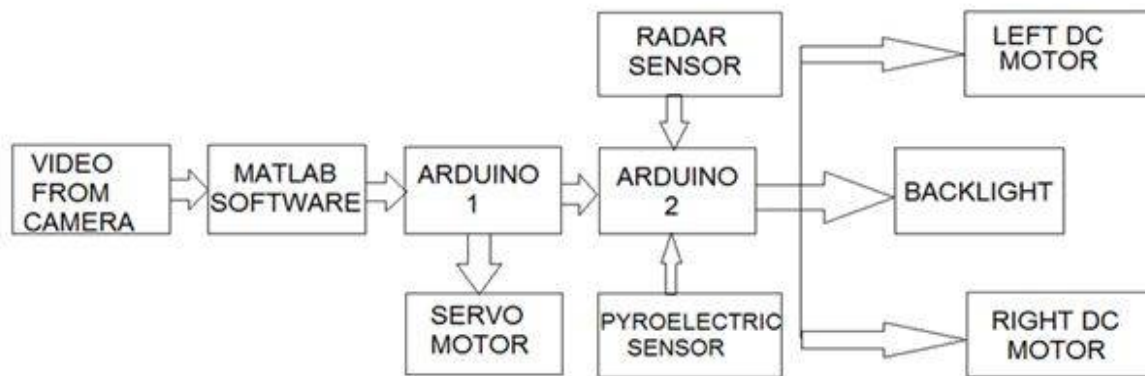 RADAR
SENSOR
LEFT DC
MOTOR
VIDEO
FROM
CAMERA
MATLAB
SOFTWARE
ARDUINO
1
ARDUINO
2
BACKLIGHT
SERVO
MOTOR
PYROELECTRIC
SENSOR
RIGHT DC
MOTOR